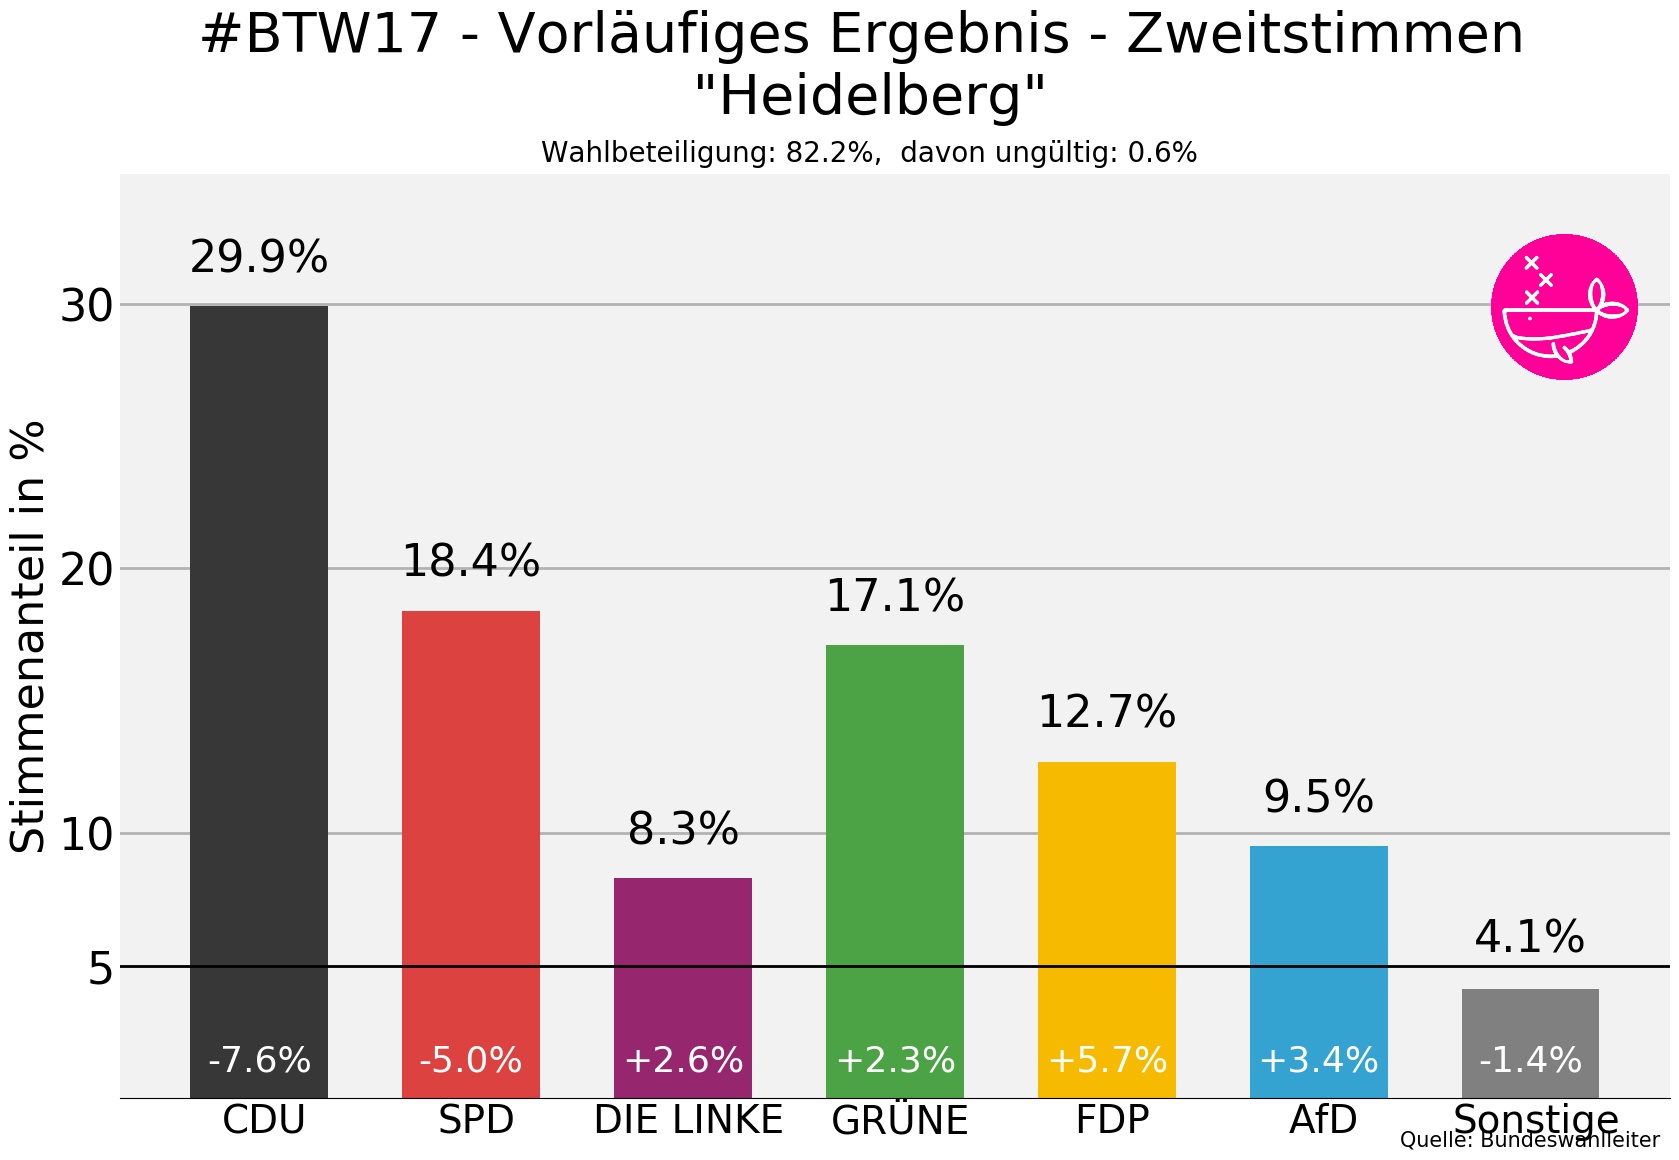 #BTW17 - Vorläufiges Ergebnis - Zweitstimmen
"Heidelberg"
Wahlbeteiligung: 82.2%,  davon ungültig: 0.6%
Stimmenanteil in %
30
20
10
5
29.9%
18.4%
8.3%
17.1%
12.7%
9.5%
4.1%
-7.6%
-5.0%
+2.6%
+2.3%
+5.7%
+3.4%
-1.4%
CDU
SPD
DIE LINKE
GRÜNE
FDP
AfD
Sonstige
Quelle: Bundeswahlleiter